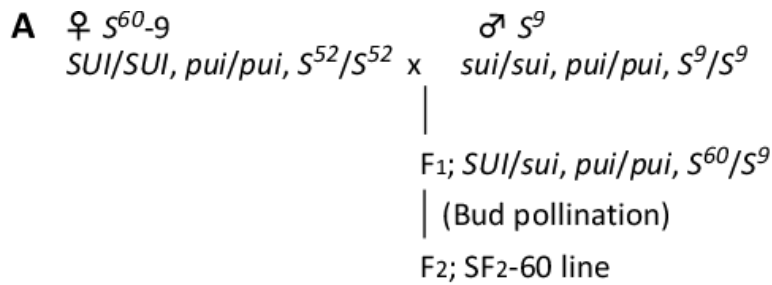 A ♀ S⁶⁰-9 ♂ S⁹
SUI/SUI, pui/pui, S⁵²/S⁵² x sui/sui, pui/pui, S⁹/S⁹
F₁; SUI/sui, pui/pui, S⁶⁰/S⁹
(Bud pollination)
F₂; SF₂-60 line